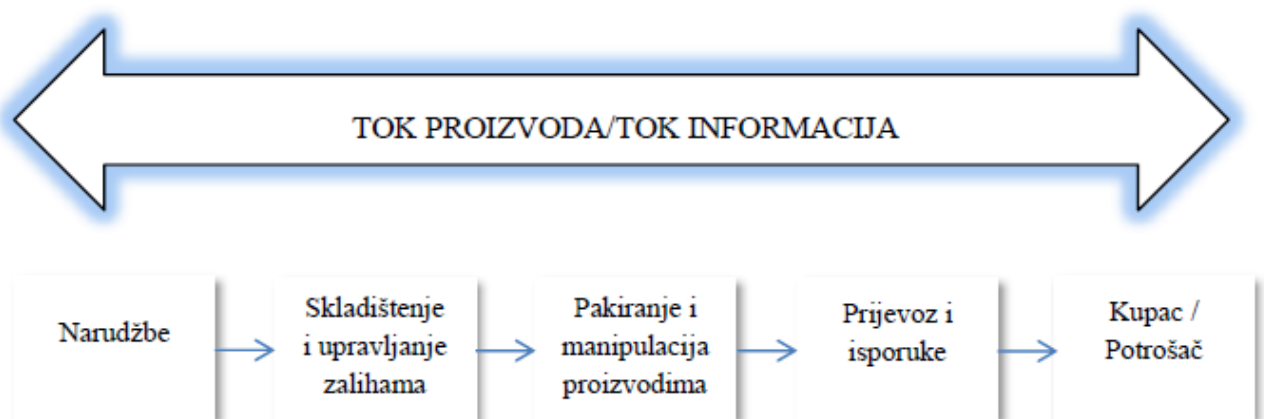 TOK PROIZVODA/TOK INFORMACIJA
Narudžbe
Skladištenje
i upravljanje
zalihama
Pakiranje i
manipulacija
proizvodima
Prijevoz i
isporuke
Kupac /
Potrošač